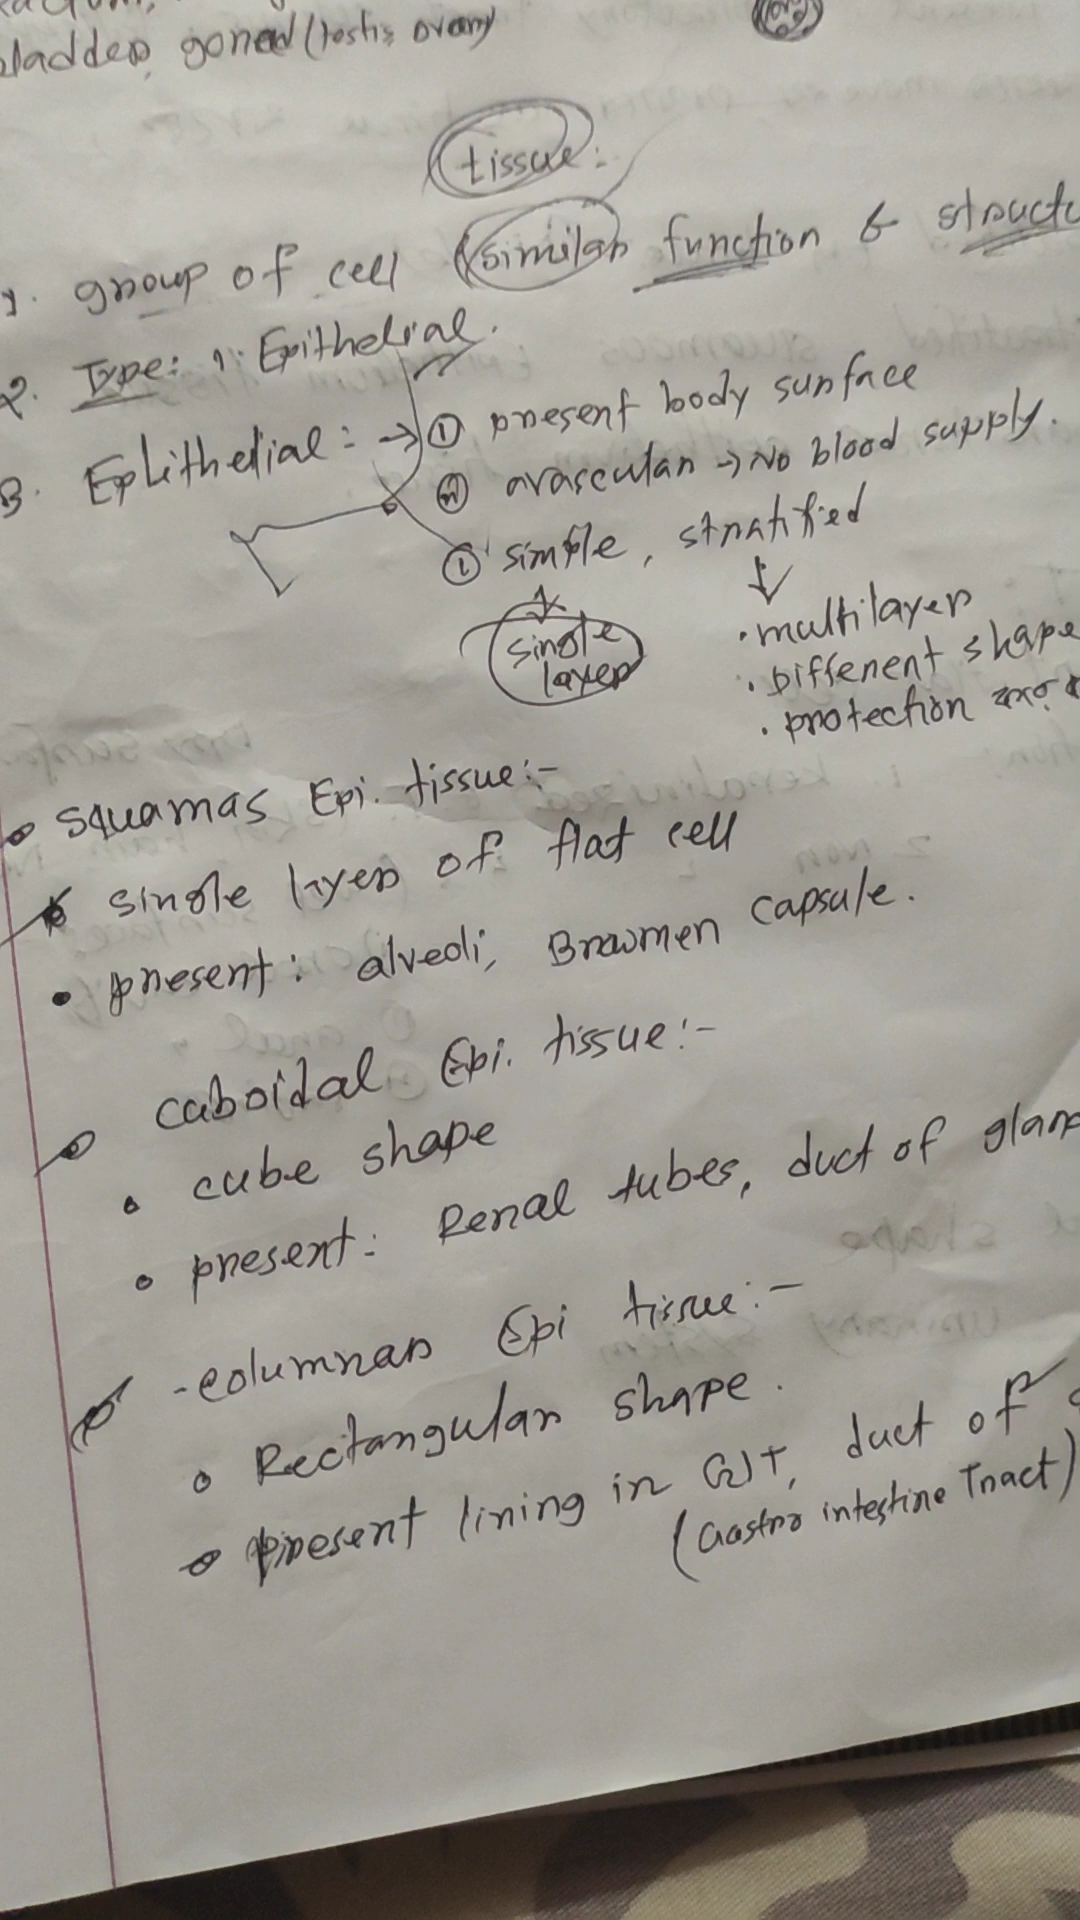 bladder, goned (testis ovary
tissue:
1. group of cell (similar function & structu
2. Type: 1. Epithelial.
3. Eplithelial: → ① present body surface
② avascular → No blood supply.
① simple, stratified
single layer
• multilayer
• Different shape
• protection
squamas Epi. tissue:-
single layer of flat cell
• present: alveoli, Browmen capsule.
caboidal Epi. tissue:-
• cube shape
• present: Renal tubes, duct of glan
-columnar Epi tissue:-
• Rectangular shape.
• present lining in GIT, duct of
(Gastro intestine Tract)